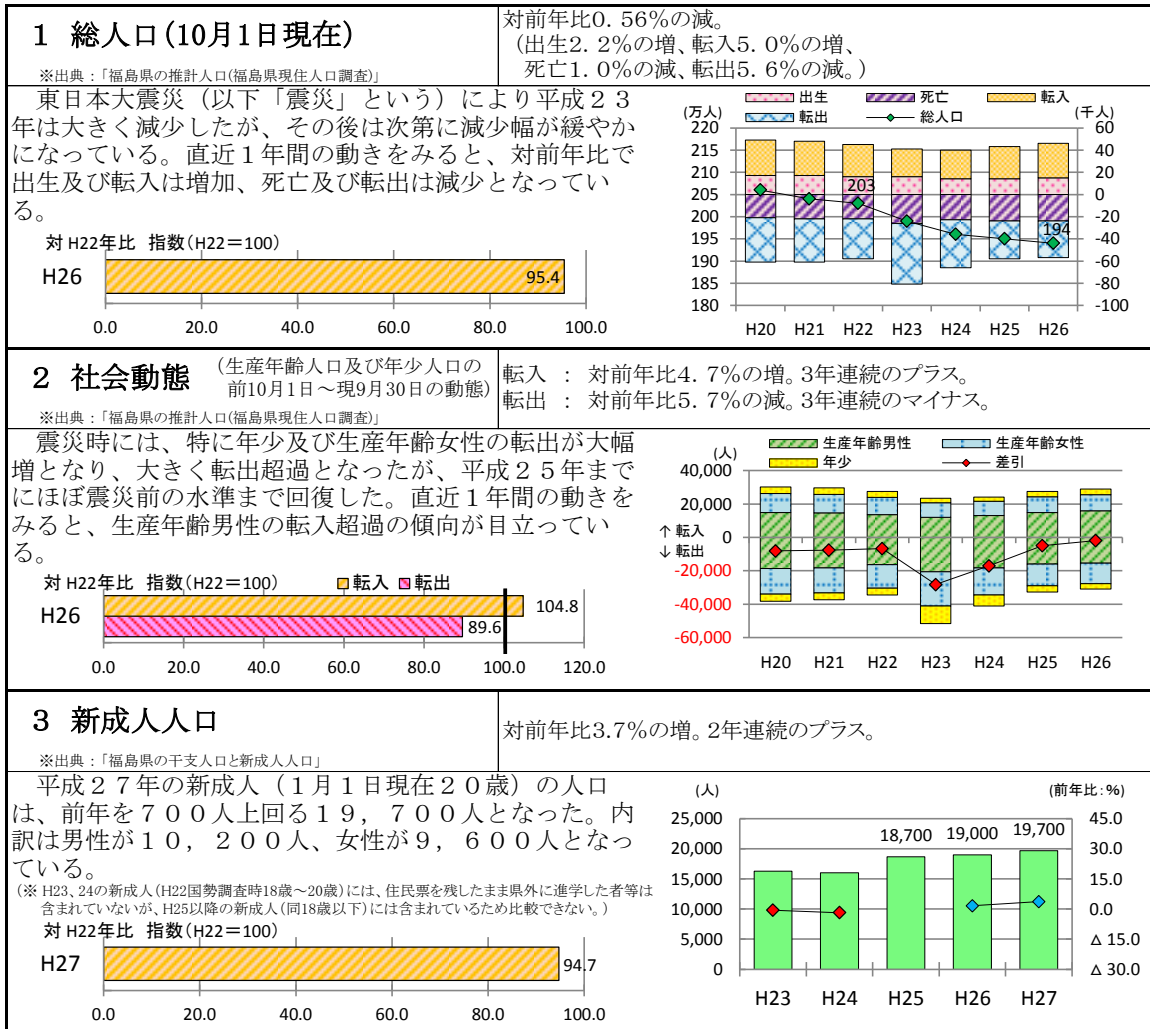 1 総人口(10月1日現在)
※出典:「福島県の推計人口(福島県現住人口調査)」
対前年比0.56%の減。
(出生2.2%の増、転入5.0%の増、
死亡1.0%の減、転出5.6%の減。)
東日本大震災(以下「震災」という)により平成23
年は大きく減少したが、その後は次第に減少幅が緩やか
になっている。直近1年間の動きをみると、対前年比で
出生及び転入は増加、死亡及び転出は減少となってい
る。
対H22年比 指数(H22=100)
H26
95.4
0.0 20.0 40.0 60.0 80.0 100.0
出生 死亡 転入
転出 総人口
(万人) (千人)
220 60
215 40
210 20
205 0
200 -20
195 -40
190 -60
185 -80
180 -100
203
194
H20 H21 H22 H23 H24 H25 H26
2 社会動態
(生産年齢人口及び年少人口の
前10月1日~現9月30日の動態)
※出典:「福島県の推計人口(福島県現住人口調査)」
転入 : 対前年比4.7%の増。3年連続のプラス。
転出 : 対前年比5.7%の減。3年連続のマイナス。
震災時には、特に年少及び生産年齢女性の転出が大幅
増となり、大きく転出超過となったが、平成25年まで
にほぼ震災前の水準まで回復した。直近1年間の動きを
みると、生産年齢男性の転入超過の傾向が目立ってい
る。
対H22年比 指数(H22=100) 転入 転出
H26
104.8
89.6
0.0 20.0 40.0 60.0 80.0 100.0 120.0
生産年齢男性 生産年齢女性
年少 差引
(人)
40,000
20,000
0
-20,000
-40,000
-60,000
↑転入
↓転出
H20 H21 H22 H23 H24 H25 H26
3 新成人人口
※出典:「福島県の干支人口と新成人人口」
対前年比3.7%の増。2年連続のプラス。
平成27年の新成人(1月1日現在20歳)の人口
は、前年を700人上回る19,700人となった。内
訳は男性が10,200人、女性が9,600人となっ
ている。
(※ H23、24の新成人(H22国勢調査時18歳~20歳)には、住民票を残したまま県外に進学した者等は
含まれていないが、H25以降の新成人(同18歳以下)には含まれているため比較できない。)
対H22年比 指数(H22=100)
H27
94.7
0.0 20.0 40.0 60.0 80.0 100.0
(人) (前年比:%)
25,000 45.0
20,000 30.0
15,000 15.0
10,000 0.0
5,000 Δ 15.0
0 Δ 30.0
18,700 19,000 19,700
H23 H24 H25 H26 H27